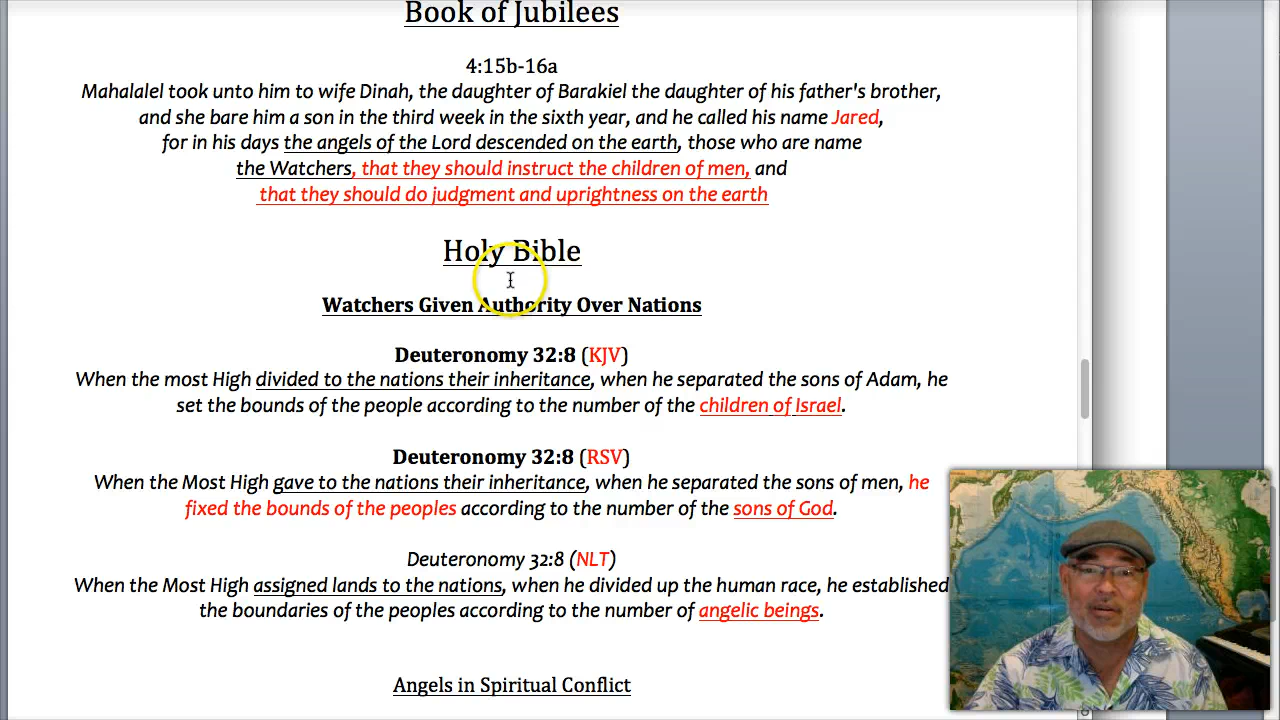 Book of Jubilees
4:15b-16a
Mahalalel took unto him to wife Dinah, the daughter of Barakiel the daughter of his father's brother,
and she bare him a son in the third week in the sixth year, and he called his name Jared,
for in his days the angels of the Lord descended on the earth, those who are name
the Watchers, that they should instruct the children of men, and
that they should do judgment and uprightness on the earth
Holy Bible
Watchers Given Authority Over Nations
Deuteronomy 32:8 (KJV)
When the most High divided to the nations their inheritance, when he separated the sons of Adam, he
set the bounds of the people according to the number of the children of Israel.
Deuteronomy 32:8 (RSV)
When the Most High gave to the nations their inheritance, when he separated the sons of men, he
fixed the bounds of the peoples according to the number of the sons of God.
Deuteronomy 32:8 (NLT)
When the Most High assigned lands to the nations, when he divided up the human race, he established
the boundaries of the peoples according to the number of angelic beings.
Angels in Spiritual Conflict